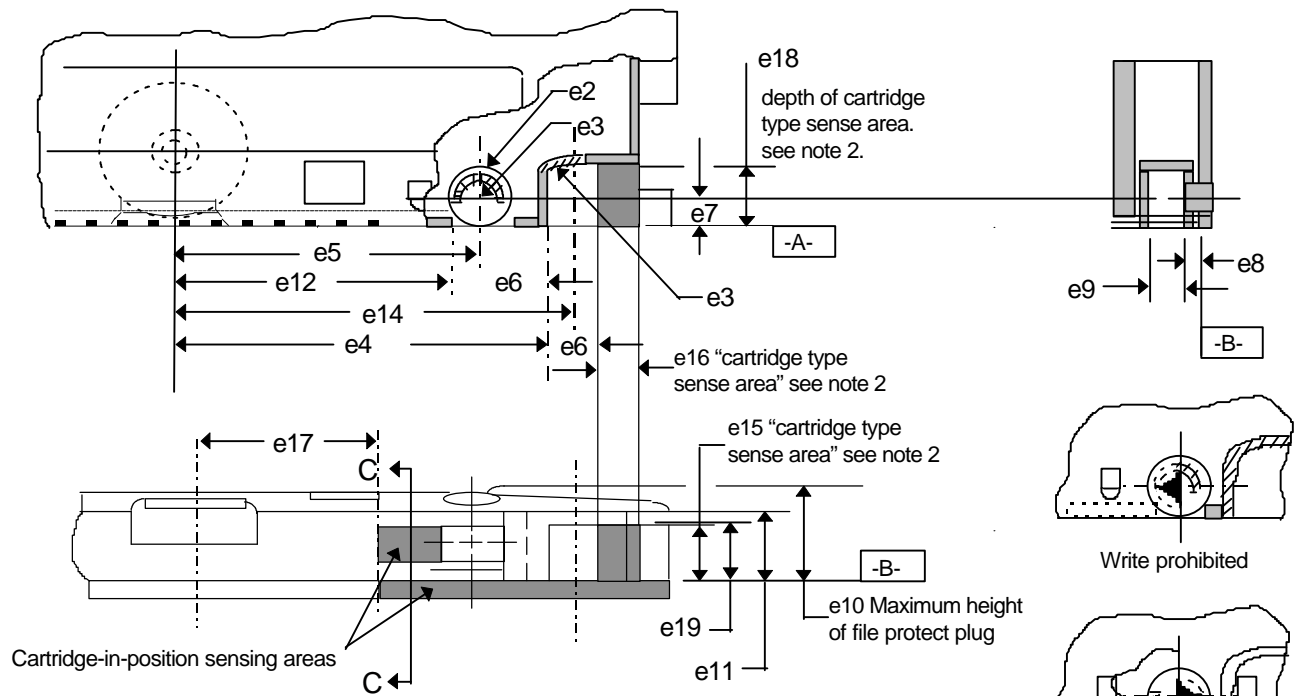 e18
depth of cartridge
type sense area.
see note 2.
e2
e3
e7
-A-
e5
e12
e6
e3
e14
e4
e6
e8
e9
-B-
e16 “cartridge type
sense area” see note 2
e15 “cartridge type
sense area” see note 2
e17
C
-B-
Write prohibited
e10 Maximum height
of file protect plug
e19
e11
Cartridge-in-position sensing areas
C